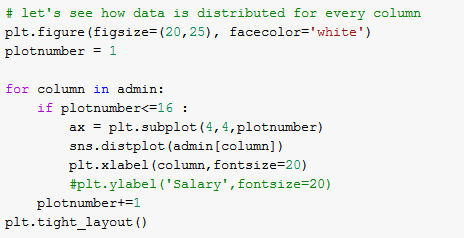 # let's see how data is distributed for every column
plt.figure(figsize=(20,25), facecolor='white')
plotnumber = 1

for column in admin:
    if plotnumber<=16 :
        ax = plt.subplot(4,4,plotnumber)
        sns.distplot(admin[column])
        plt.xlabel(column,fontsize=20)
        #plt.ylabel('Salary',fontsize=20)
    plotnumber+=1
plt.tight_layout()